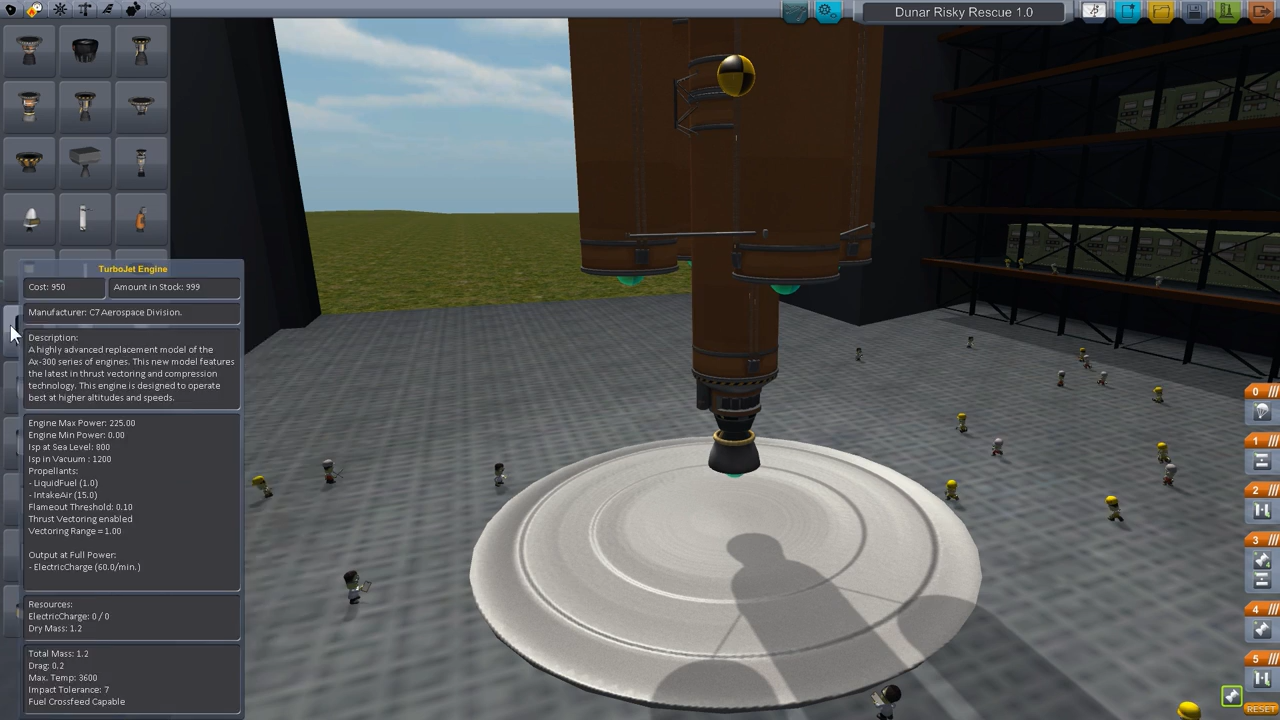 Dunar Risky Rescue 1.0
TurboJet Engine
Cost: 950
Amount in Stock: 999
Manufacturer: C7 Aerospace Division.
Description:
A highly advanced replacement model of the
Ax-300 series of engines. This new model features
the latest in thrust vectoring and compression
technology. This engine is designed to operate
best at higher altitudes and speeds.
Engine Max Power: 225.00
Engine Min Power: 0.00
Isp at Sea Level: 800
Isp in Vacuum : 1200
Propellants:
- LiquidFuel (1.0)
- IntakeAir (15.0)
Flameout Threshold: 0.10
Thrust Vectoring enabled
Vectoring Range = 1.00
Output at Full Power:
- ElectricCharge (60.0/min.)
Resources:
ElectricCharge: 0 / 0
Dry Mass: 1.2
Total Mass: 1.2
Drag: 0.2
Max. Temp: 3600
Impact Tolerance: 7
Fuel Crossfeed Capable
0
1
2
3
4
4
5
RESET